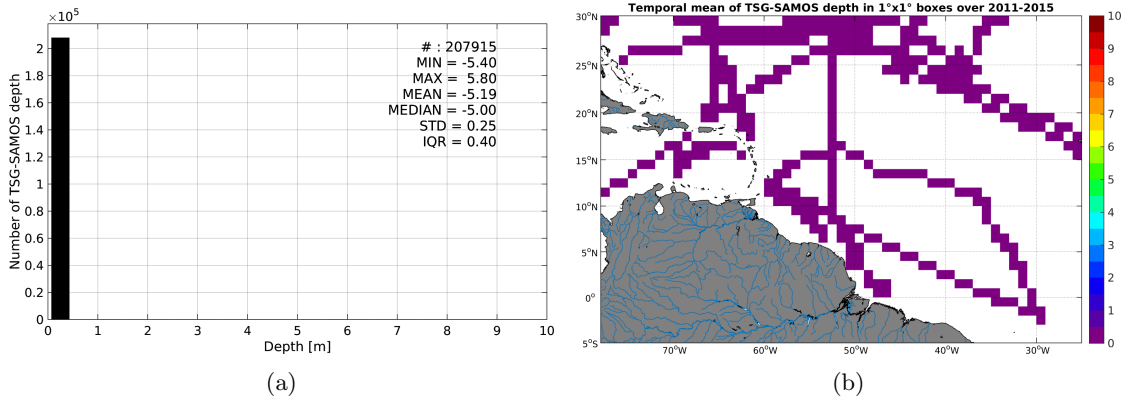 ×10⁵
2
1.8
1.6
1.4
1.2
1
0.8
0.6
0.4
0.2
0
Number of TSG-SAMOS depth
# : 207915
MIN = -5.40
MAX = 5.80
MEAN = -5.19
MEDIAN = -5.00
STD = 0.25
IQR = 0.40
0 1 2 3 4 5 6 7 8 9 10
Depth [m]
(a)
Temporal mean of TSG-SAMOS depth in 1°x1° boxes over 2011-2015
30°N
25°N
20°N
15°N
10°N
5°N
0°
5°S
70°W 60°W 50°W 40°W 30°W
10
9
8
7
6
5
4
3
2
1
0
(b)